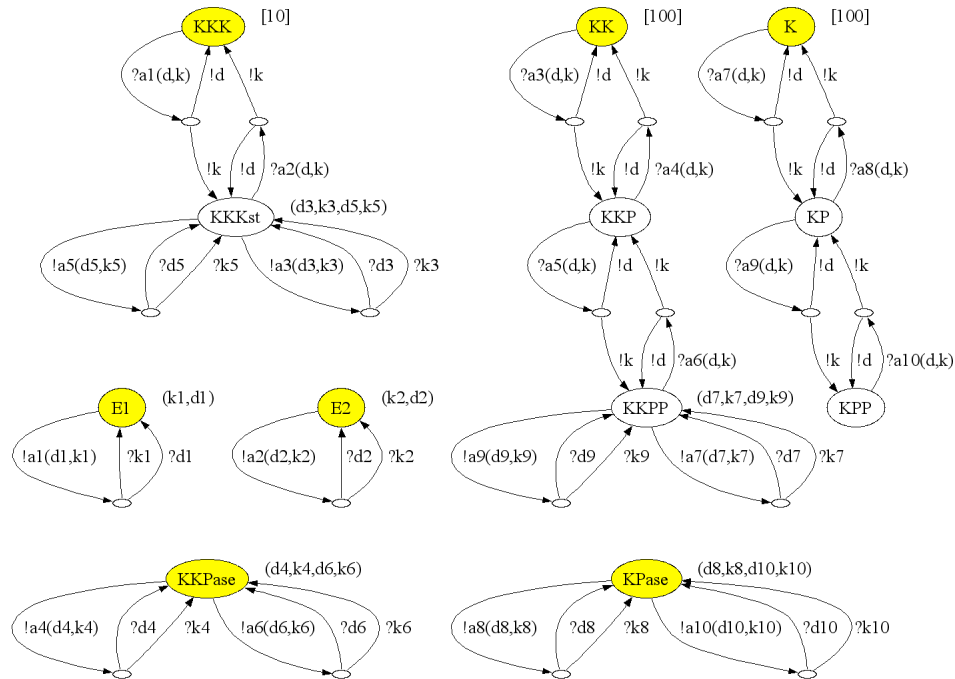 KKK [10] KK [100] K [100]
?a1(d,k) !d !k ?a3(d,k) !d !k ?a7(d,k) !d !k
!k !d ?a2(d,k) !k !d ?a4(d,k) !k !d ?a8(d,k)
KKKst (d3,k3,d5,k5) KKP KP
!a5(d5,k5) ?d5 ?k5 !a3(d3,k3) ?d3 ?k3 ?a5(d,k) !d !k ?a9(d,k) !d !k
!k !d ?a6(d,k) !k !d ?a10(d,k)
E1 (k1,d1) E2 (k2,d2) KKPP (d7,k7,d9,k9) KPP
!a1(d1,k1) ?k1 ?d1 !a2(d2,k2) ?d2 ?k2 !a9(d9,k9) ?d9 ?k9 !a7(d7,k7) ?d7 ?k7
KKPase (d4,k4,d6,k6) KPase (d8,k8,d10,k10)
!a4(d4,k4) ?d4 ?k4 !a6(d6,k6) ?d6 ?k6 !a8(d8,k8) ?d8 ?k8 !a10(d10,k10) ?d10 ?k10